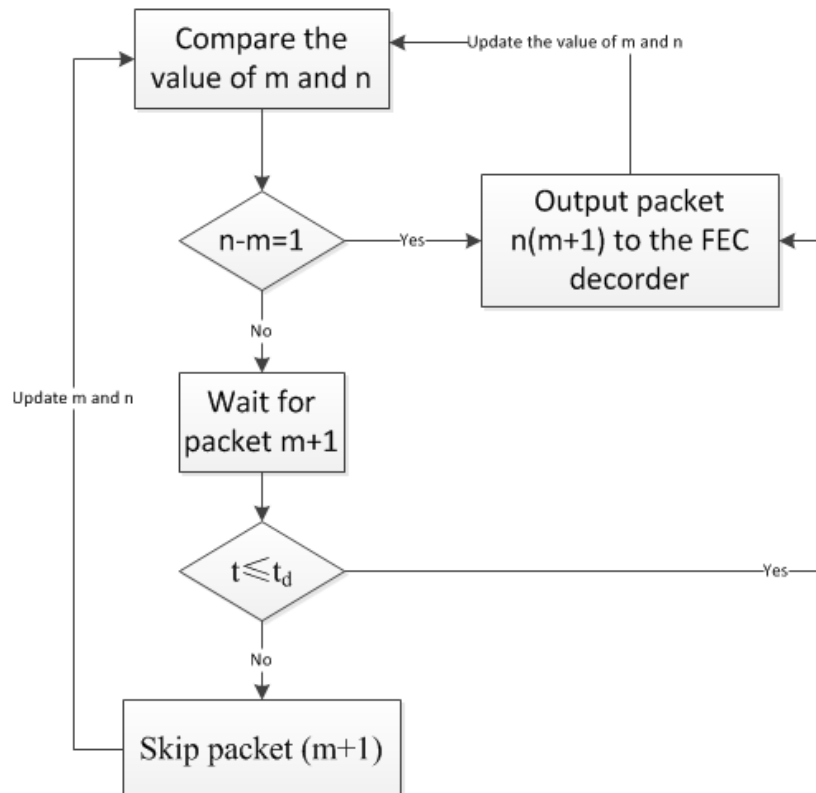 Compare the
value of m and n
Update the value of m and n
n-m=1
Yes
Output packet
n(m+1) to the FEC
decorder
No
Update m and n
Wait for
packet m+1
t≤t_d
Yes
No
Skip packet (m+1)